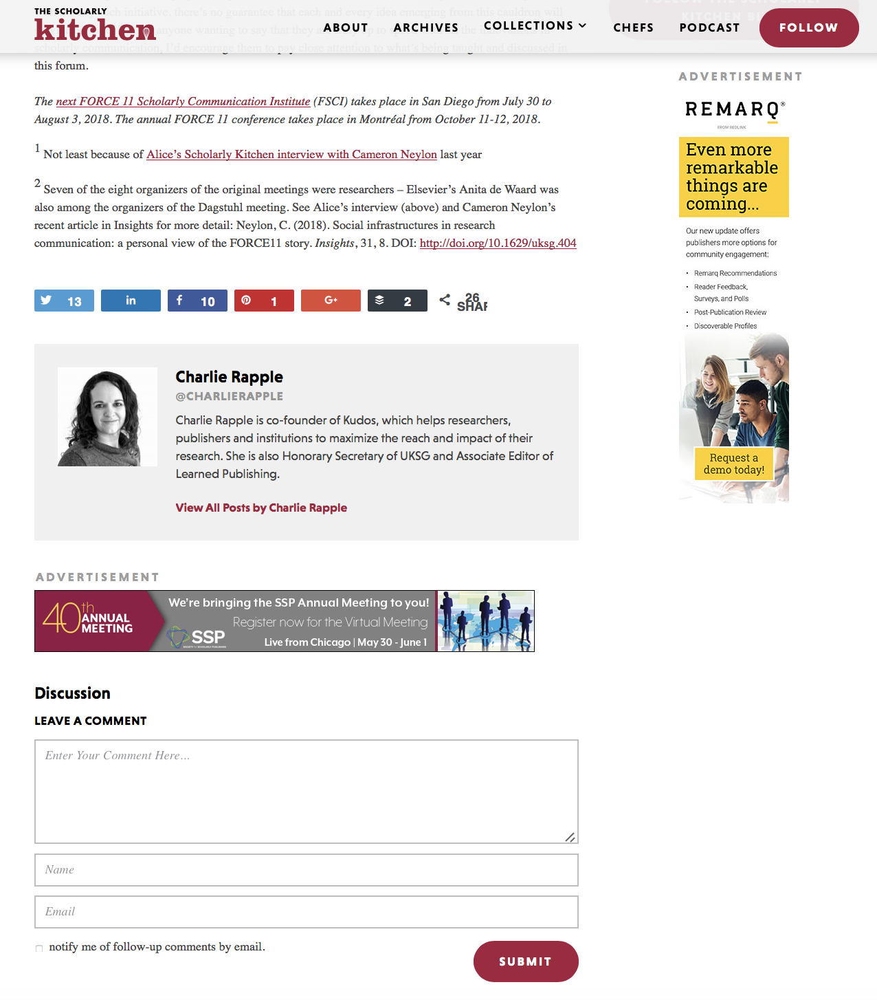 THE SCHOLARLY
kitchen
ABOUT
ARCHIVES
COLLECTIONS
CHEFS
PODCAST
FOLLOW
this forum.
The next FORCE 11 Scholarly Communication Institute (FSCI) takes place in San Diego from July 30 to
August 3, 2018. The annual FORCE 11 conference takes place in Montréal from October 11-12, 2018.
1 Not least because of Alice’s Scholarly Kitchen interview with Cameron Neylon last year
2 Seven of the eight organizers of the original meetings were researchers – Elsevier’s Anita de Waard was
also among the organizers of the Dagstuhl meeting. See Alice’s interview (above) and Cameron Neylon’s
recent article in Insights for more detail: Neylon, C. (2018). Social infrastructures in research
communication: a personal view of the FORCE11 story. Insights, 31, 8. DOI: http://doi.org/10.1629/uksg.404
13
in
f 10
1
G+
2
26
SHAR
Charlie Rapple
@CHARLIERAPPLE
Charlie Rapple is co-founder of Kudos, which helps researchers,
publishers and institutions to maximize the reach and impact of their
research. She is also Honorary Secretary of UKSG and Associate Editor of
Learned Publishing.
View All Posts by Charlie Rapple
ADVERTISEMENT
40th
ANNUAL
MEETING
We’re bringing the SSP Annual Meeting to you!
Register now for the Virtual Meeting
SSP
SOCIETY FOR SCHOLARLY PUBLISHING
Live from Chicago | May 30 - June 1
Discussion
LEAVE A COMMENT
Enter Your Comment Here...
Name
Email
notify me of follow-up comments by email.
SUBMIT
ADVERTISEMENT
REMARQ®
FROM REDLINK
Even more
remarkable
things are
coming...
Our new update offers
publishers more options for
community engagement:
• Remarq Recommendations
• Reader Feedback,
Surveys, and Polls
• Post-Publication Review
• Discoverable Profiles
Request a
demo today!